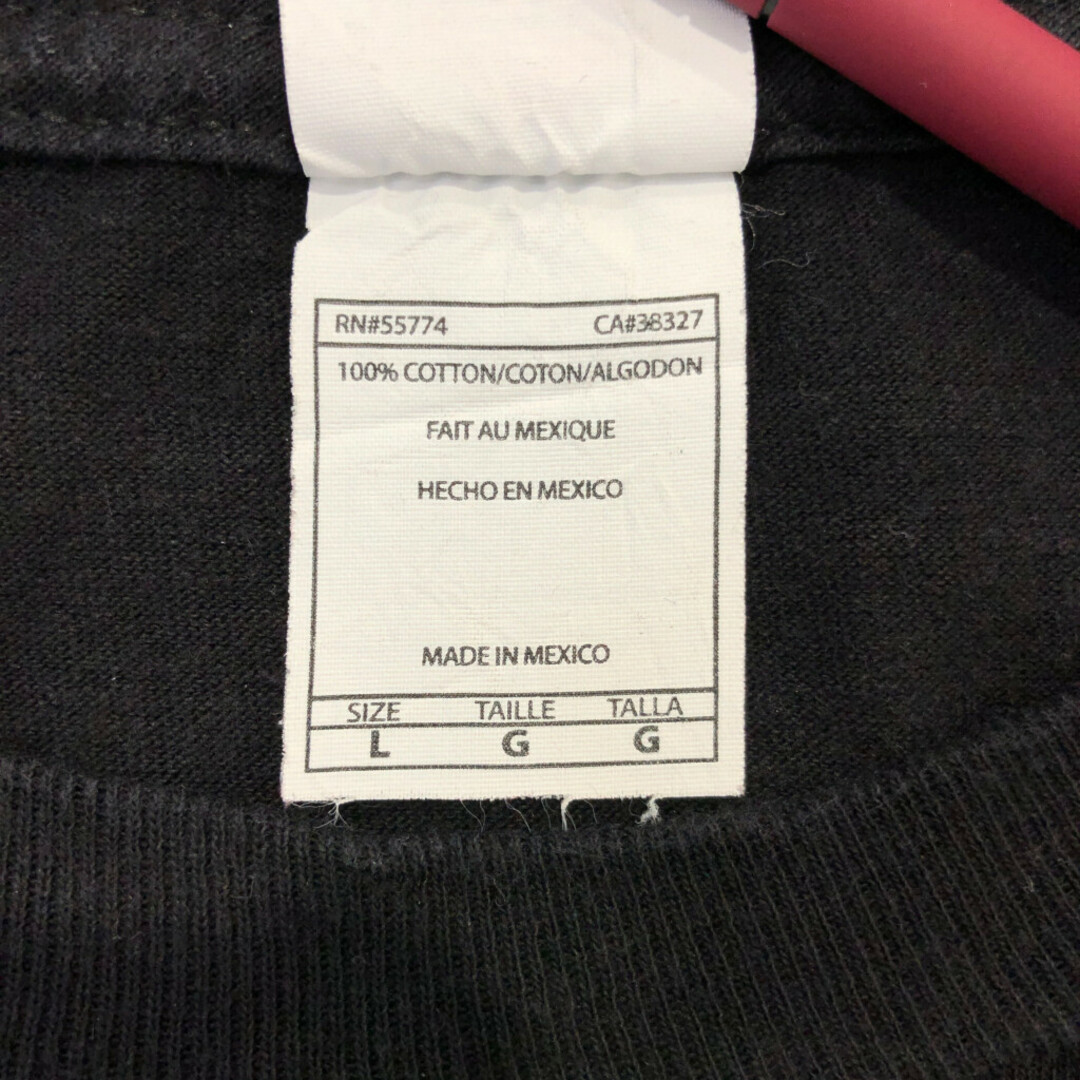 RN#55774 CA#38327
100% COTTON/COTON/ALGODON
FAIT AU MEXIQUE
HECHO EN MEXICO
MADE IN MEXICO
SIZE TAILLE TALLA
L G G